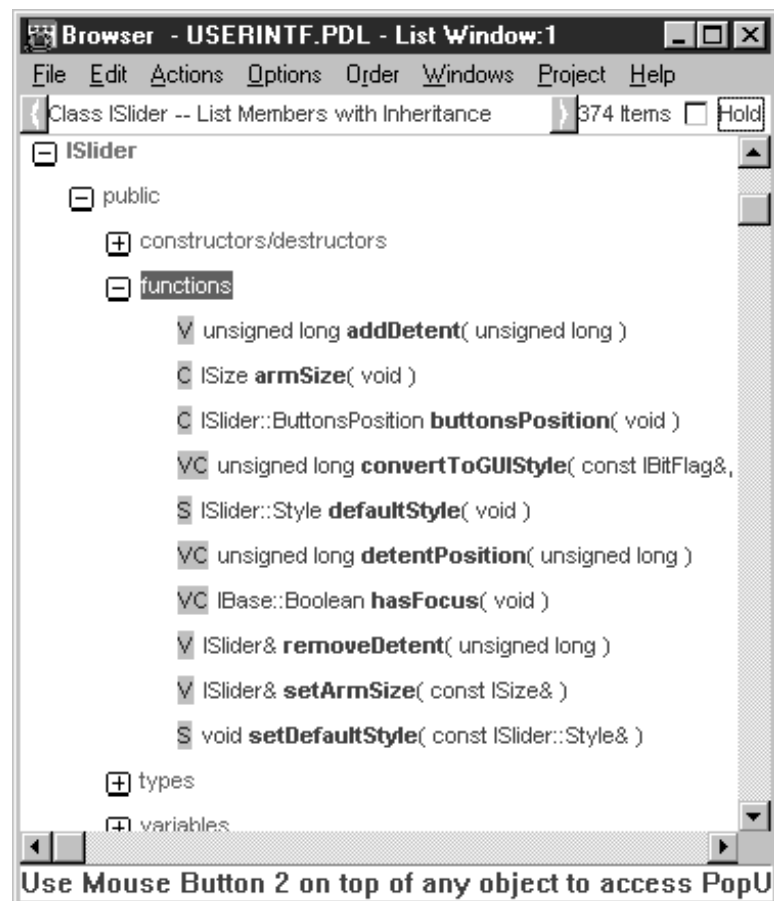 Browser - USERINTF.PDL - List Window:1
File Edit Actions Options Order Windows Project Help
Class ISlider -- List Members with Inheritance 374 Items Hold
ISlider
public
constructors/destructors
functions
V unsigned long addDetent( unsigned long )
C ISize armSize( void )
C ISlider::ButtonsPosition buttonsPosition( void )
VC unsigned long convertToGUIStyle( const IBitFlag&,
S ISlider::Style defaultStyle( void )
VC unsigned long detentPosition( unsigned long )
VC IBase::Boolean hasFocus( void )
V ISlider& removeDetent( unsigned long )
V ISlider& setArmSize( const ISize& )
S void setDefaultStyle( const ISlider::Style& )
types
variables
Use Mouse Button 2 on top of any object to access PopU